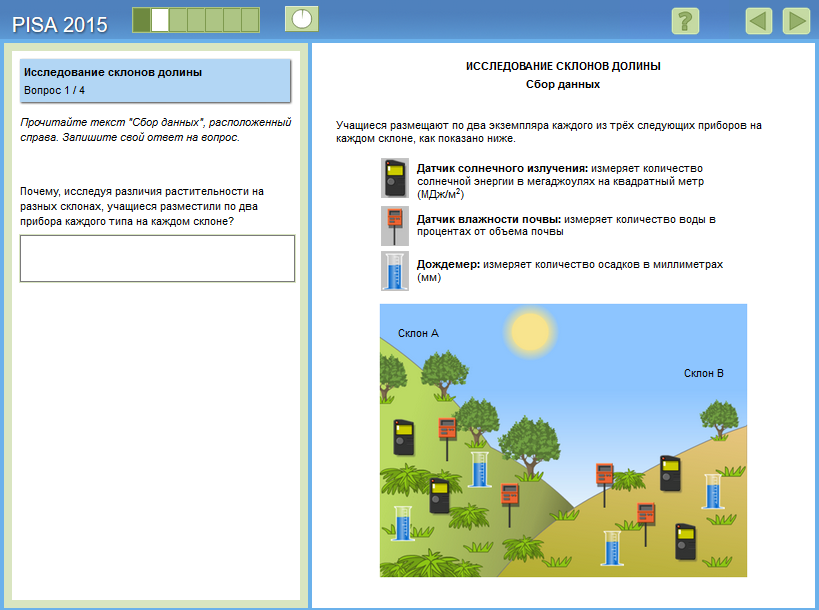 PISA 2015
?
Исследование склонов долины
Вопрос 1 / 4
Прочитайте текст "Сбор данных", расположенный
справа. Запишите свой ответ на вопрос.
Почему, исследуя различия растительности на
разных склонах, учащиеся разместили по два
прибора каждого типа на каждом склоне?
ИССЛЕДОВАНИЕ СКЛОНОВ ДОЛИНЫ
Сбор данных
Учащиеся размещают по два экземпляра каждого из трёх следующих приборов на
каждом склоне, как показано ниже.
Датчик солнечного излучения: измеряет количество
солнечной энергии в мегаджоулях на квадратный метр
(МДж/м²)
Датчик влажности почвы: измеряет количество воды в
процентах от объема почвы
Дождемер: измеряет количество осадков в миллиметрах
(мм)
Склон А
Склон В